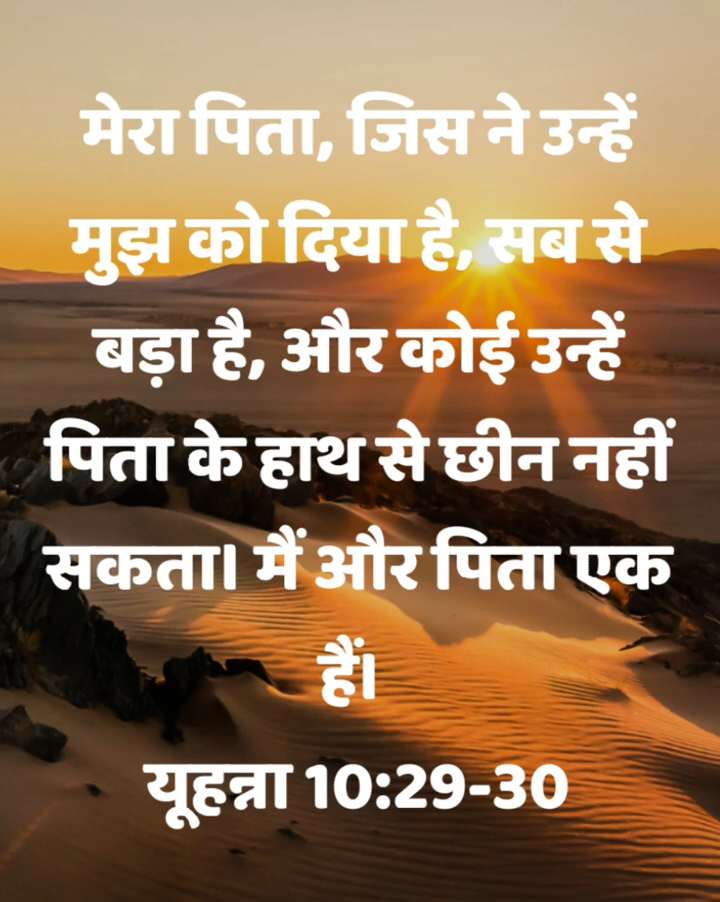 मेरा पिता, जिस ने उन्हें
मुझ को दिया है, सब से
बड़ा है, और कोई उन्हें
पिता के हाथ से छीन नहीं
सकता। मैं और पिता एक
हैं।
यूहन्ना 10:29-30